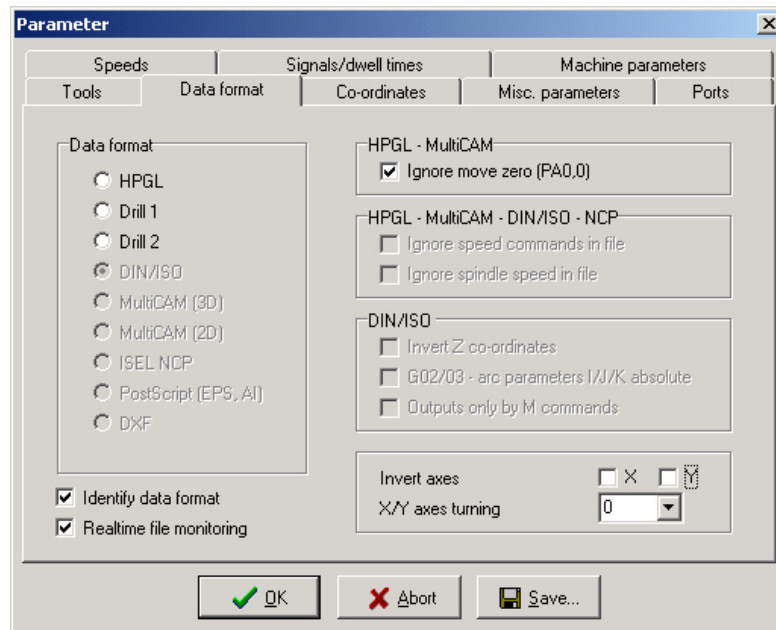 Parameter
Speeds
Signals/dwell times
Machine parameters
Tools
Data format
Co-ordinates
Misc. parameters
Ports
Data format
HPGL
Drill 1
Drill 2
DIN/ISO
MultiCAM (3D)
MultiCAM (2D)
ISEL NCP
PostScript (EPS, AI)
DXF
Identify data format
Realtime file monitoring
HPGL - MultiCAM
Ignore move zero (PA0,0)
HPGL - MultiCAM - DIN/ISO - NCP
Ignore speed commands in file
Ignore spindle speed in file
DIN/ISO
Invert Z co-ordinates
G02/03 - arc parameters I/J/K absolute
Outputs only by M commands
Invert axes X Y
X/Y axes turning 0
OK
Abort
Save...